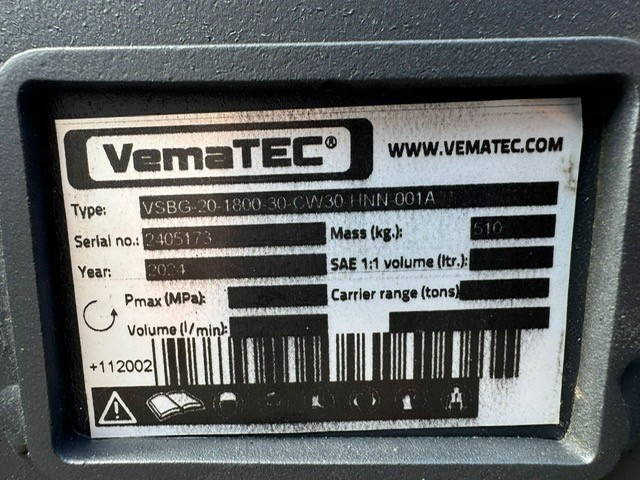 VemaTEC®
WWW.VEMATEC.COM
Type: VSBG-20-1800-30-CW30-HNN-001A
Serial no.: 2405173 Mass (kg.): 510
Year: 2024 SAE 1:1 volume (ltr.):
Pmax (MPa): Carrier range (tons)
Volume (l/min):
+112002